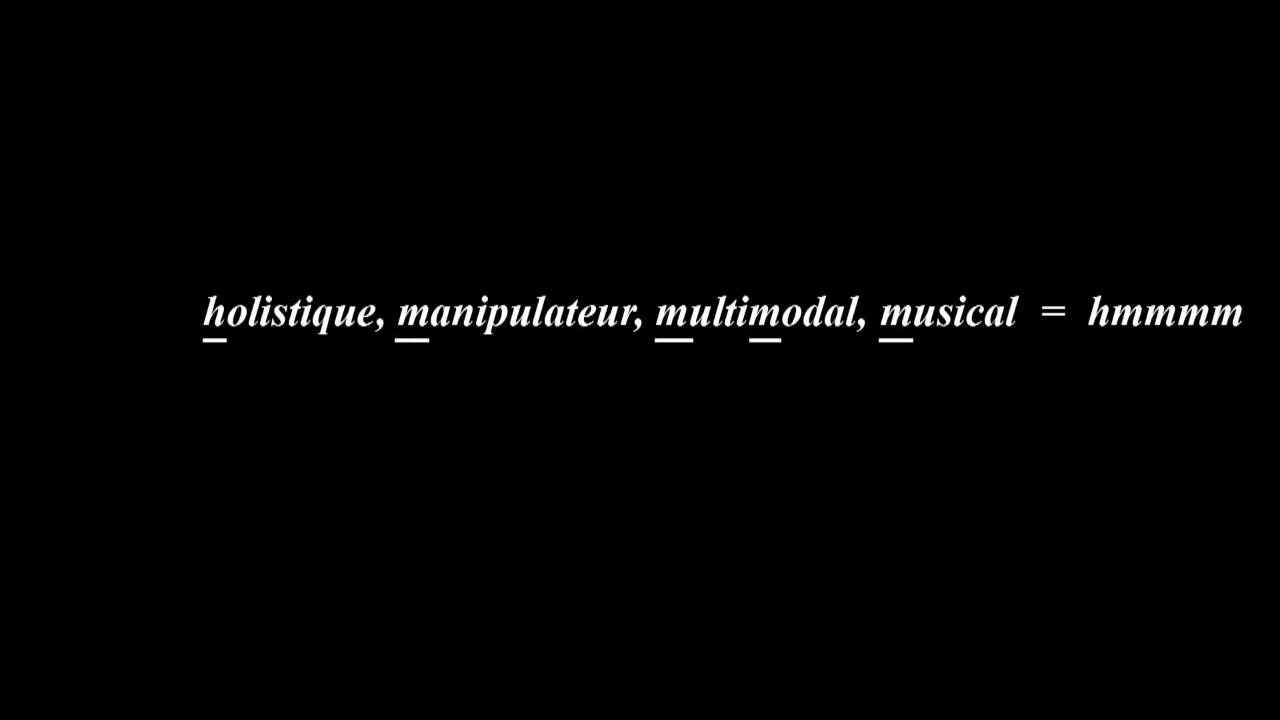 holistique, manipulateur, multimodal, musical = hmmmm